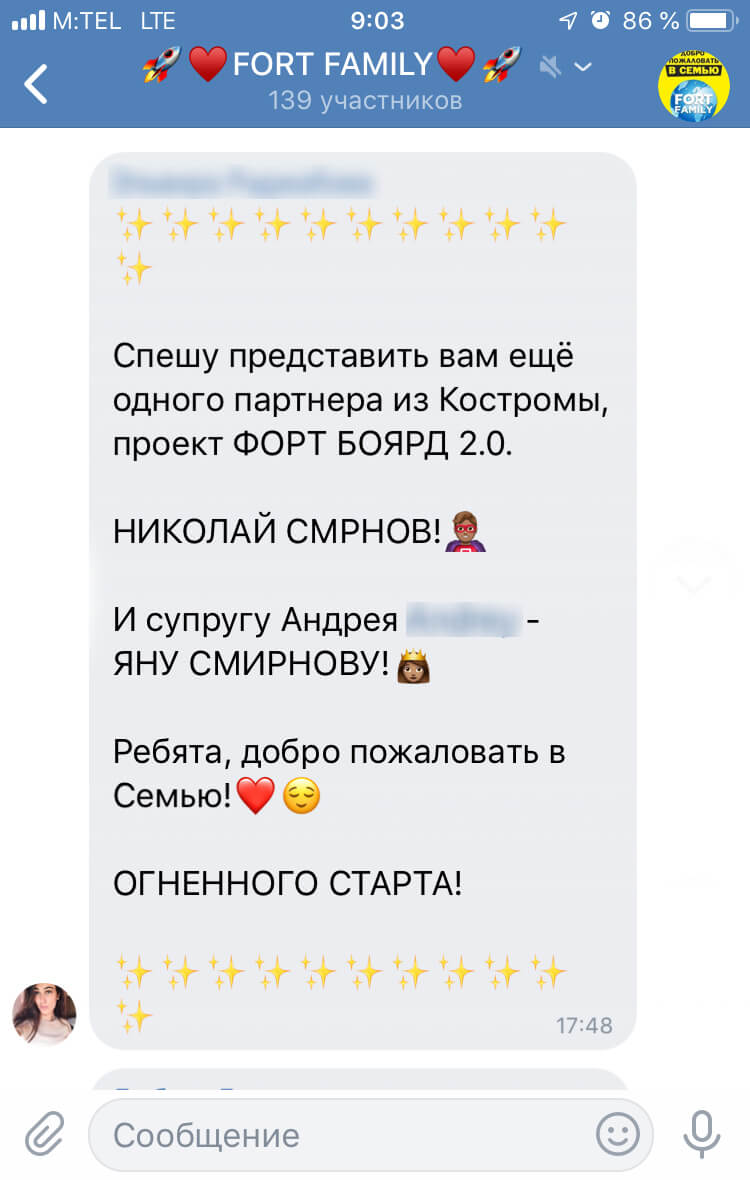 M:TEL LTE 9:03 86 %
FORT FAMILY
139 участников
ДОБРО
ПОЖАЛОВАТЬ
В СЕМЬЮ
FORT
FAMILY
Спешу представить вам ещё
одного партнера из Костромы,
проект ФОРТ БОЯРД 2.0.
НИКОЛАЙ СМРНОВ!
И супругу Андрея -
ЯНУ СМИРНОВУ!
Ребята, добро пожаловать в
Семью!
ОГНЕННОГО СТАРТА!
17:48
Сообщение